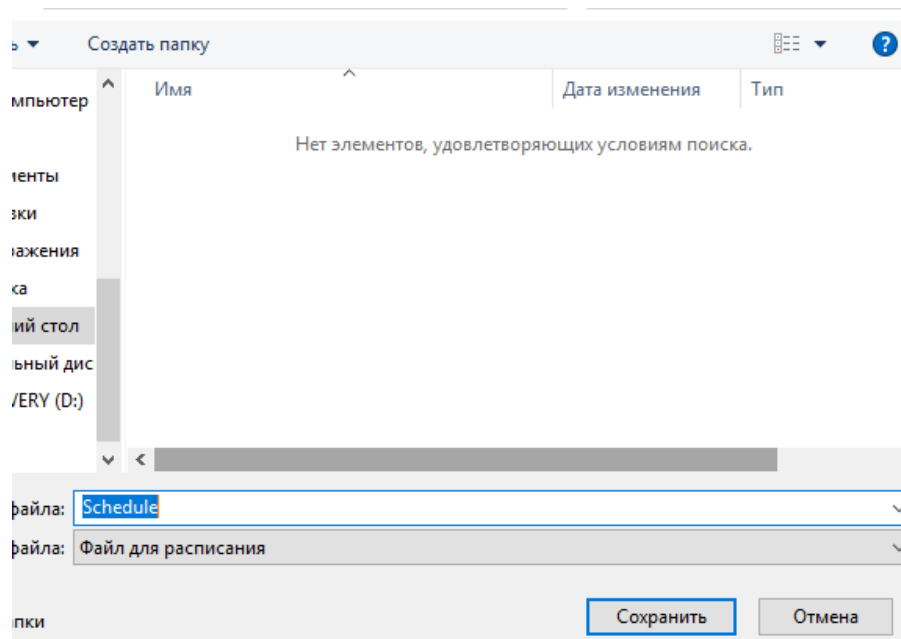 Создать папку
Имя Дата изменения Тип
Нет элементов, удовлетворяющих условиям поиска.
мпьютер
менты
зки
ражения
ка
ий стол
льный дис
VERY (D:)
файла: Schedule
файла: Файл для расписания
пки
Сохранить Отмена